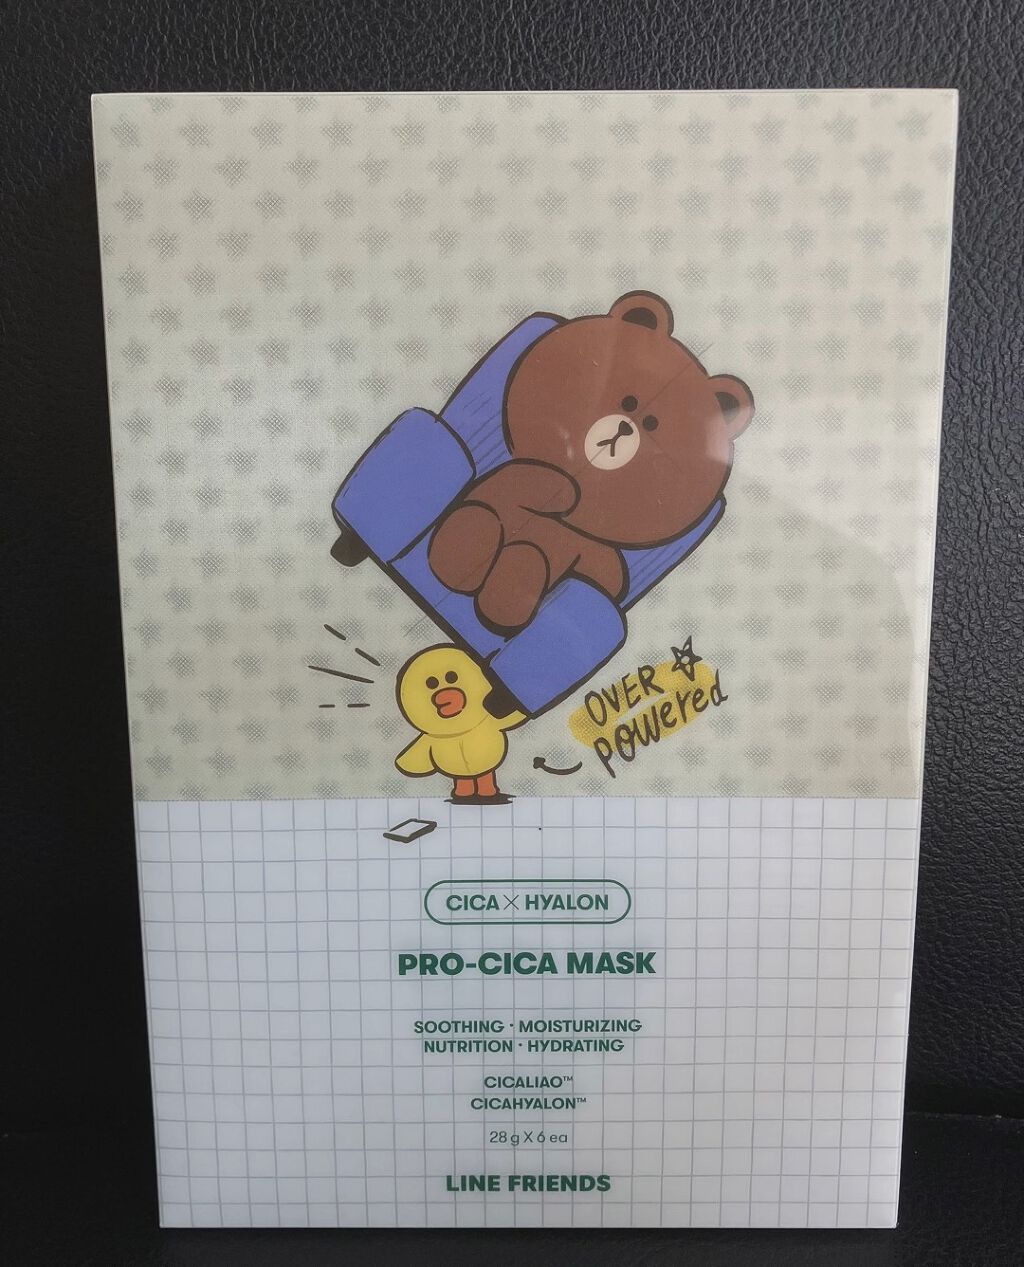 OVER
powered
CICA × HYALON
PRO-CICA MASK
SOOTHING · MOISTURIZING
NUTRITION · HYDRATING
CICALIAO™
CICAHYALON™
28 g X 6 ea
LINE FRIENDS